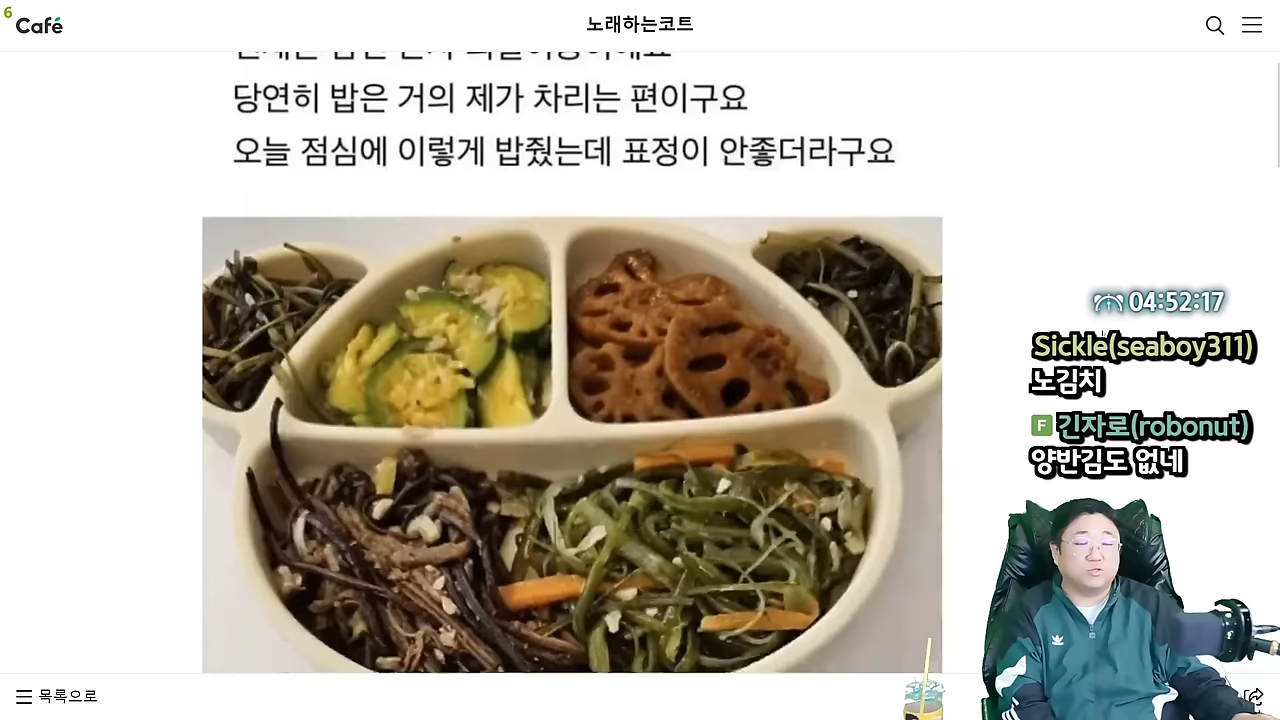 6
Café
노래하는코트
당연히 밥은 거의 제가 차리는 편이구요
오늘 점심에 이렇게 밥줬는데 표정이 안좋더라구요
04:52:17
Sickle(seaboy311)
노김치
F 긴자로(robonut)
양반김도 없네
목록으로